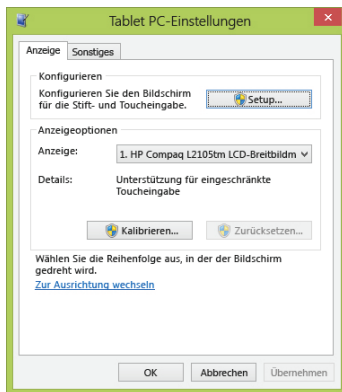 Tablet PC-Einstellungen
Anzeige Sonstiges
Konfigurieren
Konfigurieren Sie den Bildschirm
für die Stift- und Toucheingabe.
Setup...
Anzeigeoptionen
Anzeige:
1. HP Compaq L2105tm LCD-Breitbildm
Details:
Unterstützung für eingeschränkte
Toucheingabe
Kalibrieren... Zurücksetzen...
Wählen Sie die Reihenfolge aus, in der der Bildschirm
gedreht wird.
Zur Ausrichtung wechseln
OK Abbrechen Übernehmen